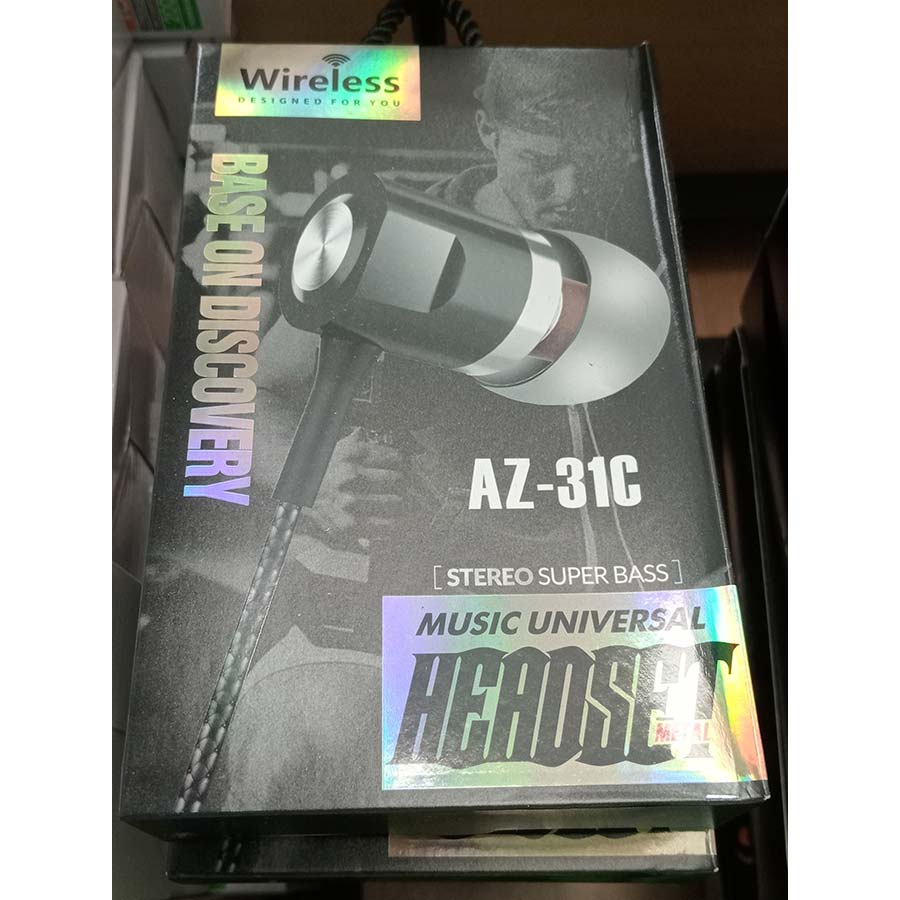 Wireless
DESIGNED FOR YOU
BASE ON DISCOVERY
AZ-31C
[ STEREO SUPER BASS ]
MUSIC UNIVERSAL
HEADSET
METAL